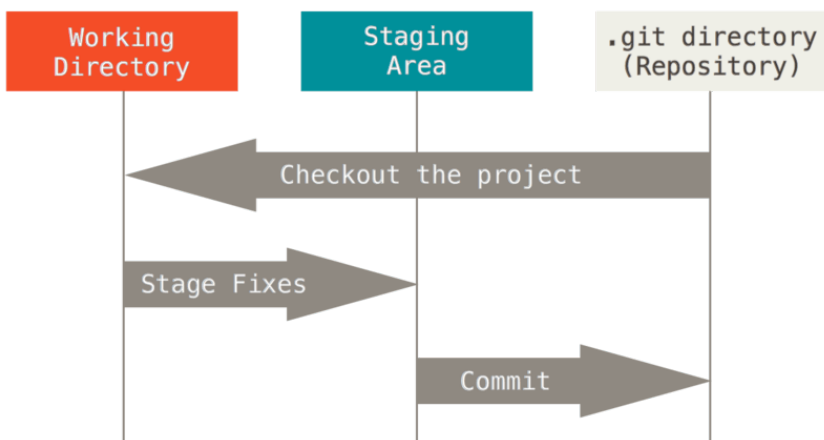 Working
Directory
Staging
Area
.git directory
(Repository)
Checkout the project
Stage Fixes
Commit